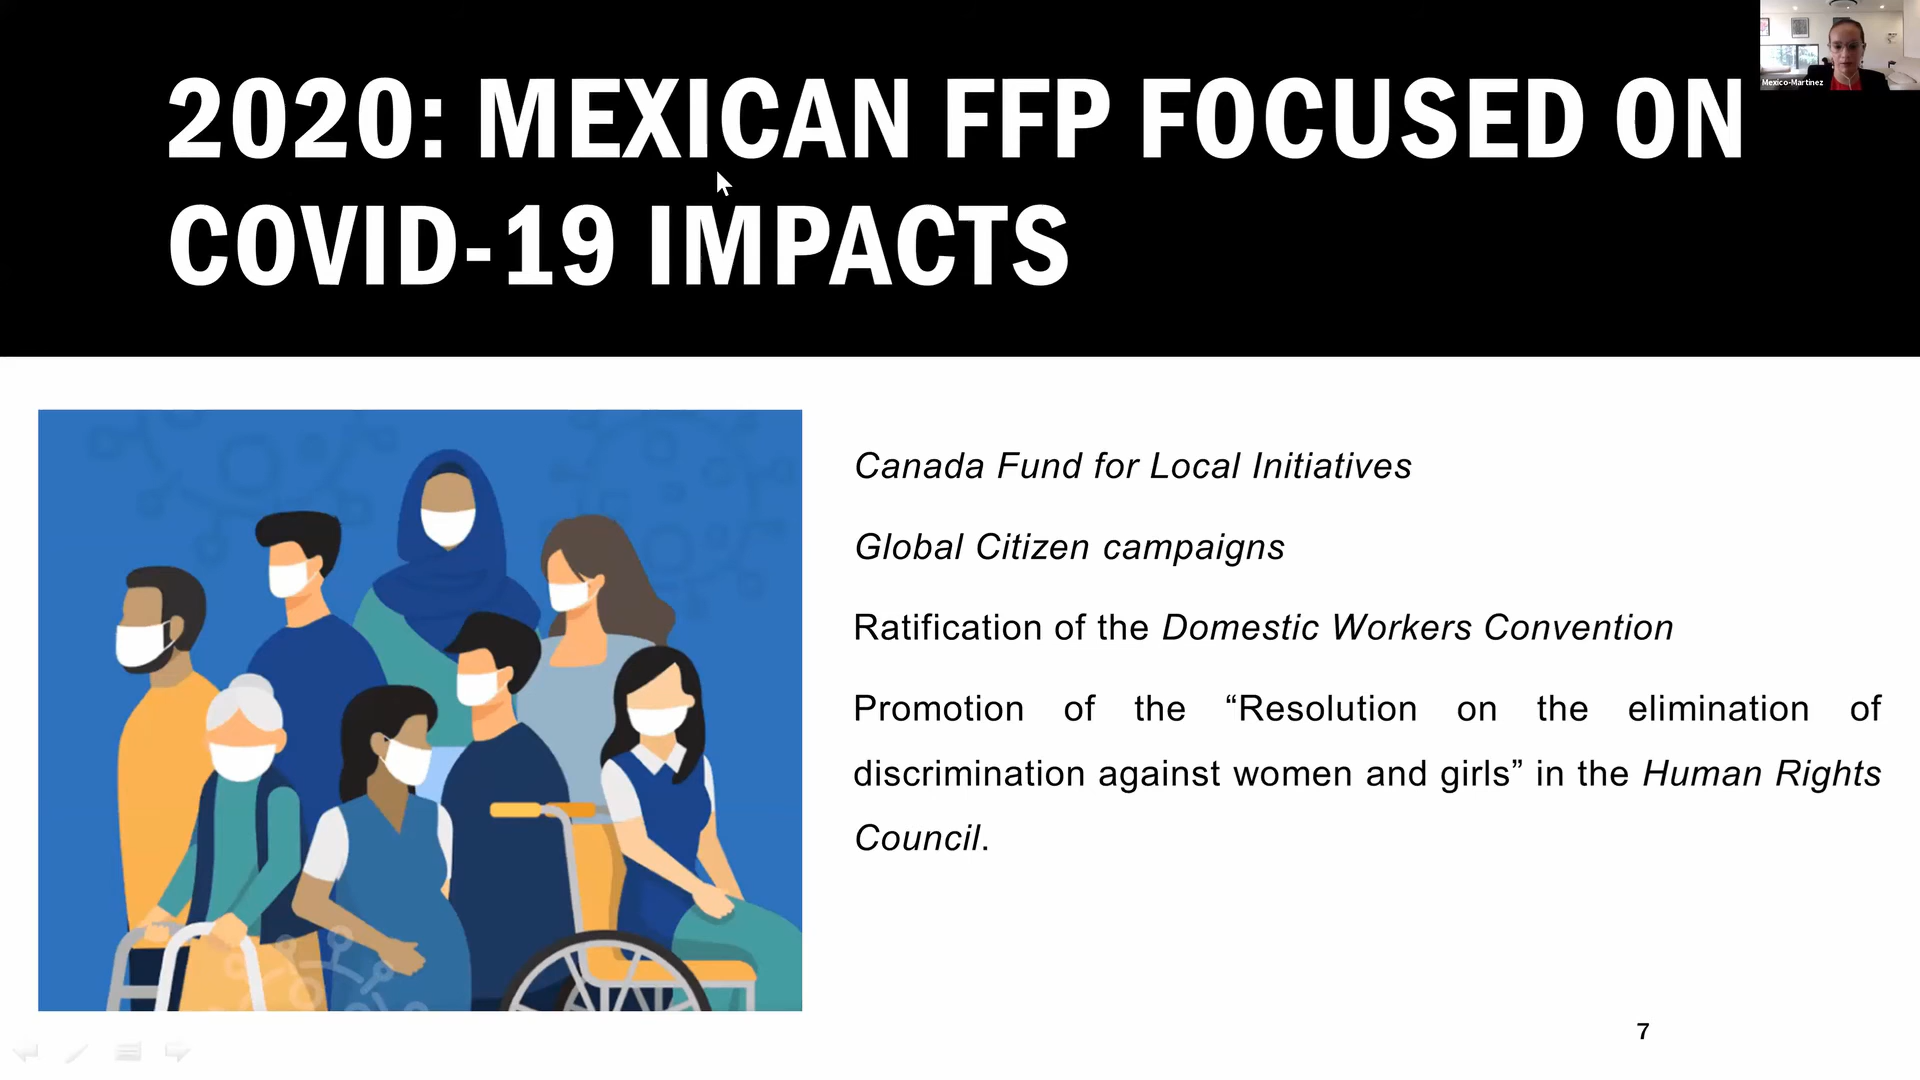 2020: MEXICAN FFP FOCUSED ON
COVID-19 IMPACTS
Mexico-Martinez
Canada Fund for Local Initiatives
Global Citizen campaigns
Ratification of the Domestic Workers Convention
Promotion of the “Resolution on the elimination of
discrimination against women and girls” in the Human Rights
Council.
7